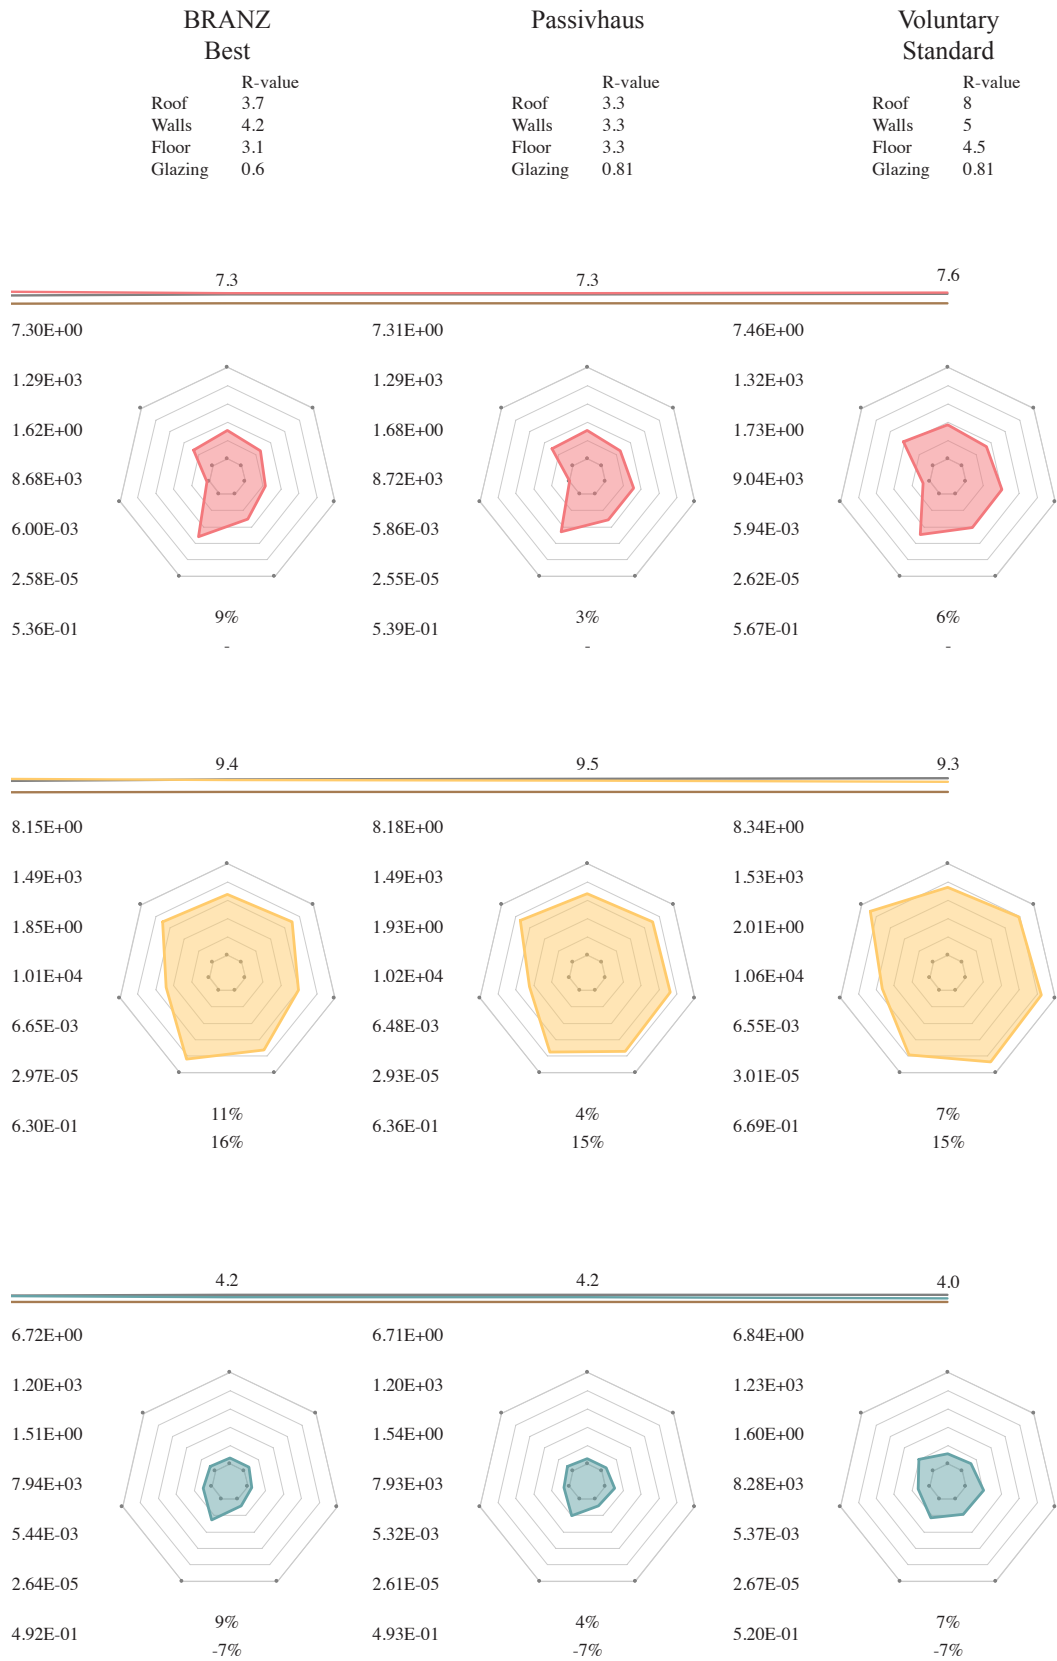 BRANZ
Best
R-value
Roof 3.7
Walls 4.2
Floor 3.1
Glazing 0.6
Passivhaus
R-value
Roof 3.3
Walls 3.3
Floor 3.3
Glazing 0.81
Voluntary
Standard
R-value
Roof 8
Walls 5
Floor 4.5
Glazing 0.81
7.3
7.3
7.6
7.30E+00
1.29E+03
1.62E+00
8.68E+03
6.00E-03
2.58E-05
5.36E-01
9%
-
7.31E+00
1.29E+03
1.68E+00
8.72E+03
5.86E-03
2.55E-05
5.39E-01
3%
-
7.46E+00
1.32E+03
1.73E+00
9.04E+03
5.94E-03
2.62E-05
5.67E-01
6%
-
9.4
9.5
9.3
8.15E+00
1.49E+03
1.85E+00
1.01E+04
6.65E-03
2.97E-05
6.30E-01
11%
16%
8.18E+00
1.49E+03
1.93E+00
1.02E+04
6.48E-03
2.93E-05
6.36E-01
4%
15%
8.34E+00
1.53E+03
2.01E+00
1.06E+04
6.55E-03
3.01E-05
6.69E-01
7%
15%
4.2
4.2
4.0
6.72E+00
1.20E+03
1.51E+00
7.94E+03
5.44E-03
2.64E-05
4.92E-01
9%
-7%
6.71E+00
1.20E+03
1.54E+00
7.93E+03
5.32E-03
2.61E-05
4.93E-01
4%
-7%
6.84E+00
1.23E+03
1.60E+00
8.28E+03
5.37E-03
2.67E-05
5.20E-01
7%
-7%